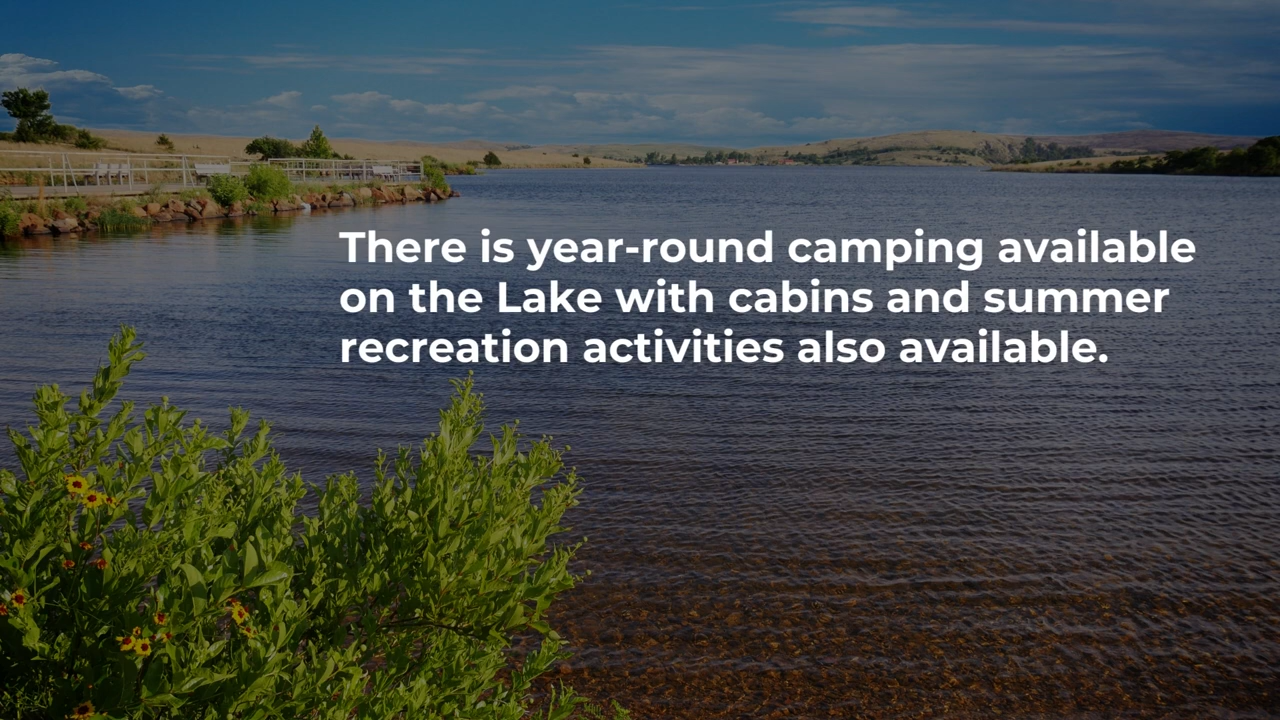 There is year-round camping available
on the Lake with cabins and summer
recreation activities also available.